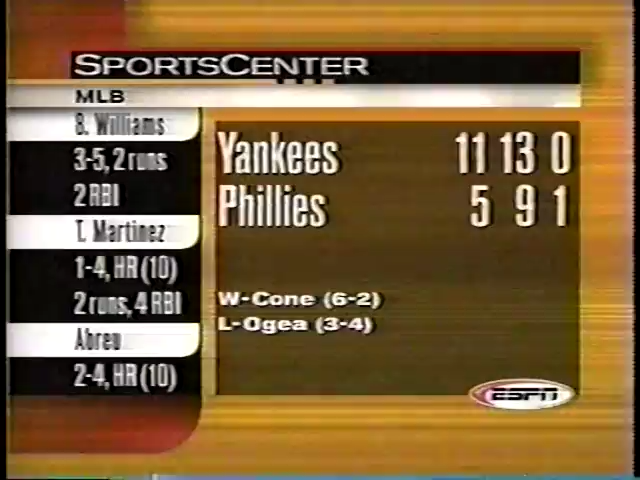 SPORTSCENTER
MLB
B. Williams
3-5, 2 runs
2 RBI
T. Martinez
1-4, HR (10)
2 runs, 4 RBI
Abreu
2-4, HR (10)
Yankees 11 13 0
Phillies 5 9 1
W-Cone (6-2)
L-Ogea (3-4)
ESPN